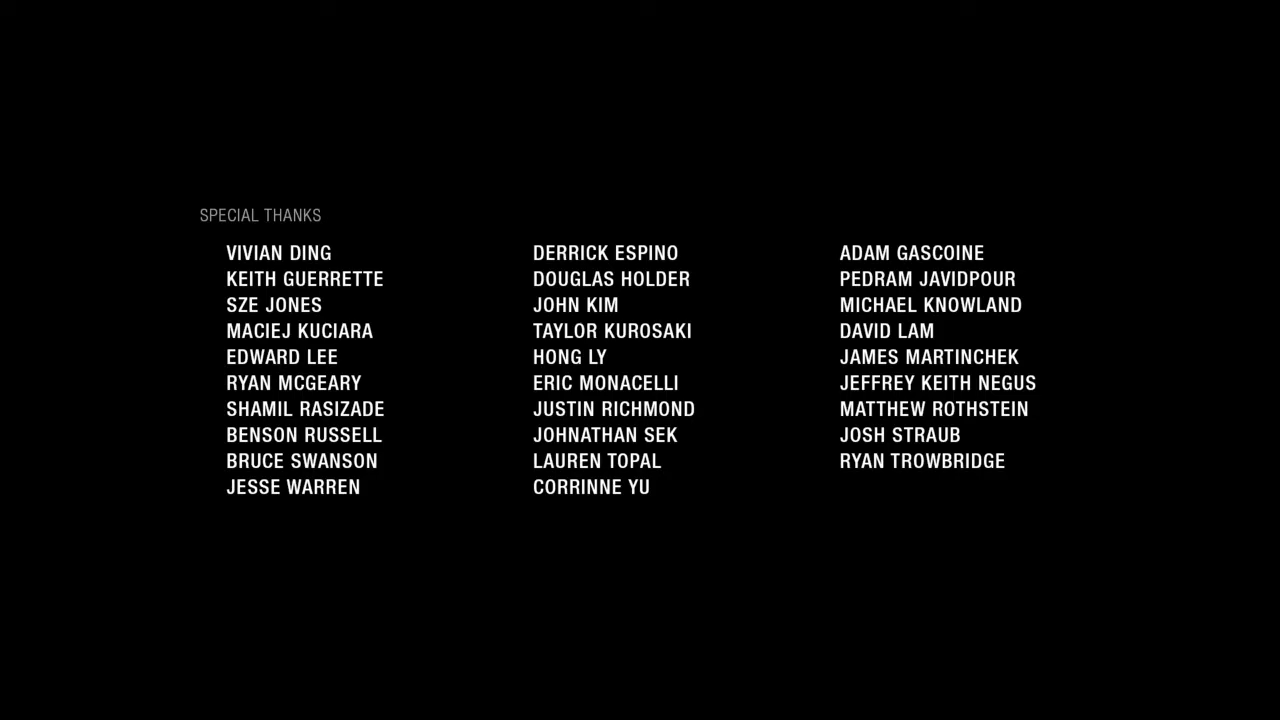 SPECIAL THANKS
VIVIAN DING
KEITH GUERRETTE
SZE JONES
MACIEJ KUCIARA
EDWARD LEE
RYAN MCGEARY
SHAMIL RASIZADE
BENSON RUSSELL
BRUCE SWANSON
JESSE WARREN
DERRICK ESPINO
DOUGLAS HOLDER
JOHN KIM
TAYLOR KUROSAKI
HONG LY
ERIC MONACELLI
JUSTIN RICHMOND
JOHNATHAN SEK
LAUREN TOPAL
CORRINNE YU
ADAM GASCOINE
PEDRAM JAVIDPOUR
MICHAEL KNOWLAND
DAVID LAM
JAMES MARTINCHEK
JEFFREY KEITH NEGUS
MATTHEW ROTHSTEIN
JOSH STRAUB
RYAN TROWBRIDGE